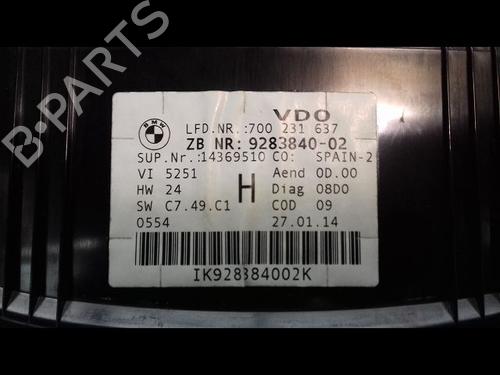 BMW
VDO
LFD.NR.:700 231 637
ZB NR: 9283840-02
SUP.Nr.:14369510 CO: SPAIN-2
VI 5251 Aend 0D.00
HW 24 H Diag 08D0
SW C7.49.C1 COD 09
0554 27.01.14
IK928384002K